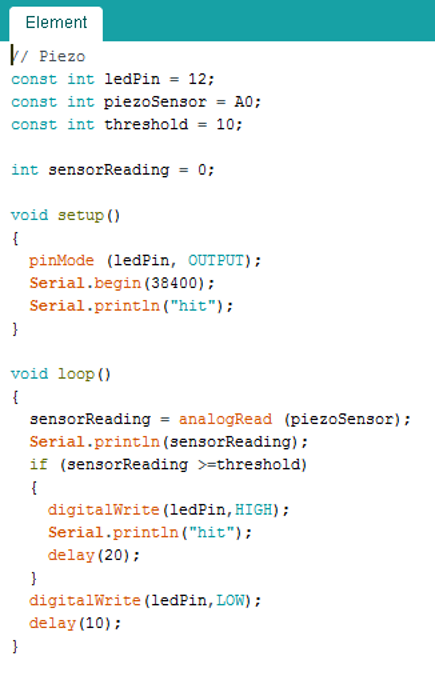 Element
// Piezo
const int ledPin = 12;
const int piezoSensor = A0;
const int threshold = 10;
int sensorReading = 0;
void setup()
{
pinMode (ledPin, OUTPUT);
Serial.begin(38400);
Serial.println("hit");
}
void loop()
{
sensorReading = analogRead (piezoSensor);
Serial.println(sensorReading);
if (sensorReading >=threshold)
{
digitalWrite(ledPin,HIGH);
Serial.println("hit");
delay(20);
}
digitalWrite(ledPin,LOW);
delay(10);
}